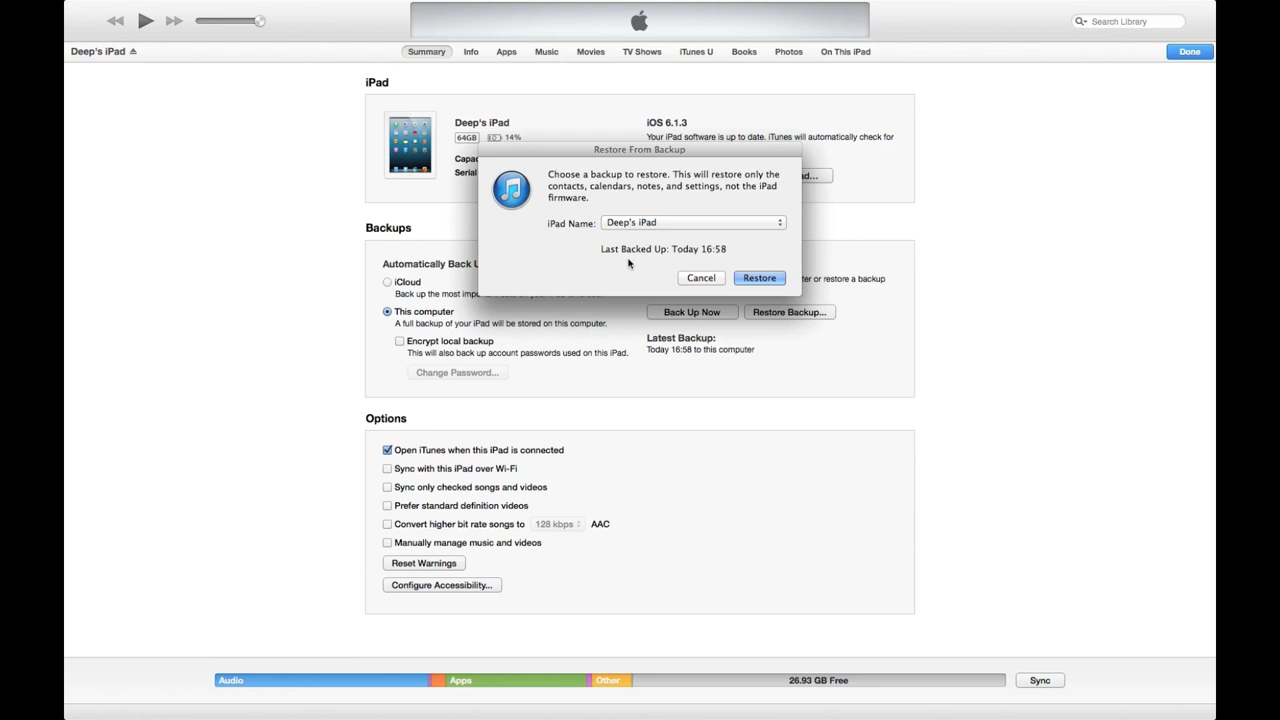 Search Library
Deep's iPad
Summary
Info
Apps
Music
Movies
TV Shows
iTunes U
Books
Photos
On This iPad
Done
iPad
Deep's iPad
64GB
14%
Capac
Serial
iOS 6.1.3
Your iPad software is up to date. iTunes will automatically check for
Restore From Backup
Choose a backup to restore. This will restore only the
contacts, calendars, notes, and settings, not the iPad
firmware.
iPad Name:
Deep's iPad
Last Backed Up: Today 16:58
Cancel
Restore
Backups
Automatically Back U
iCloud
This computer
A full backup of your iPad will be stored on this computer.
Encrypt local backup
This will also back up account passwords used on this iPad.
Change Password...
or restore a backup
Back Up Now
Restore Backup...
Latest Backup:
Today 16:58 to this computer
Options
Open iTunes when this iPad is connected
Sync with this iPad over Wi-Fi
Sync only checked songs and videos
Prefer standard definition videos
Convert higher bit rate songs to
128 kbps
AAC
Manually manage music and videos
Reset Warnings
Configure Accessibility...
Audio
Apps
Other
26.93 GB Free
Sync